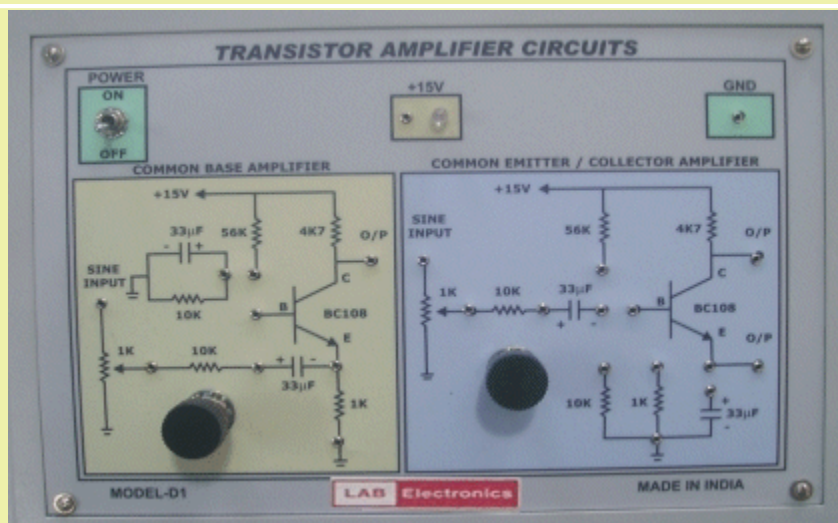 TRANSISTOR AMPLIFIER CIRCUITS
POWER
ON
OFF
+15V
GND
COMMON BASE AMPLIFIER
+15V
33µF
- +
56K
4K7
O/P
SINE
INPUT
10K
C
B
BC108
E
1K
10K
+ -
33µF
1K
COMMON EMITTER / COLLECTOR AMPLIFIER
+15V
SINE
INPUT
56K
4K7
O/P
C
1K
10K
33µF
+ -
B
BC108
E
O/P
10K
1K
+
33µF
-
MODEL-D1
LAB Electronics
MADE IN INDIA